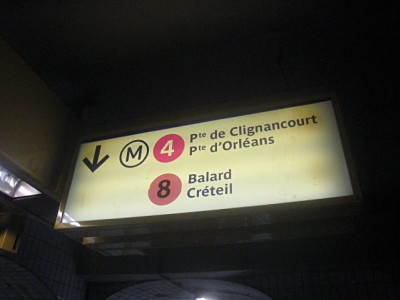 M 4 Pte de Clignancourt
Pte d'Orléans
8 Balard
Créteil